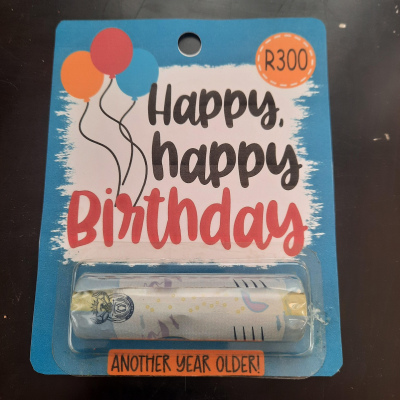 R300
Happy,
happy
Birthday
ANOTHER YEAR OLDER!